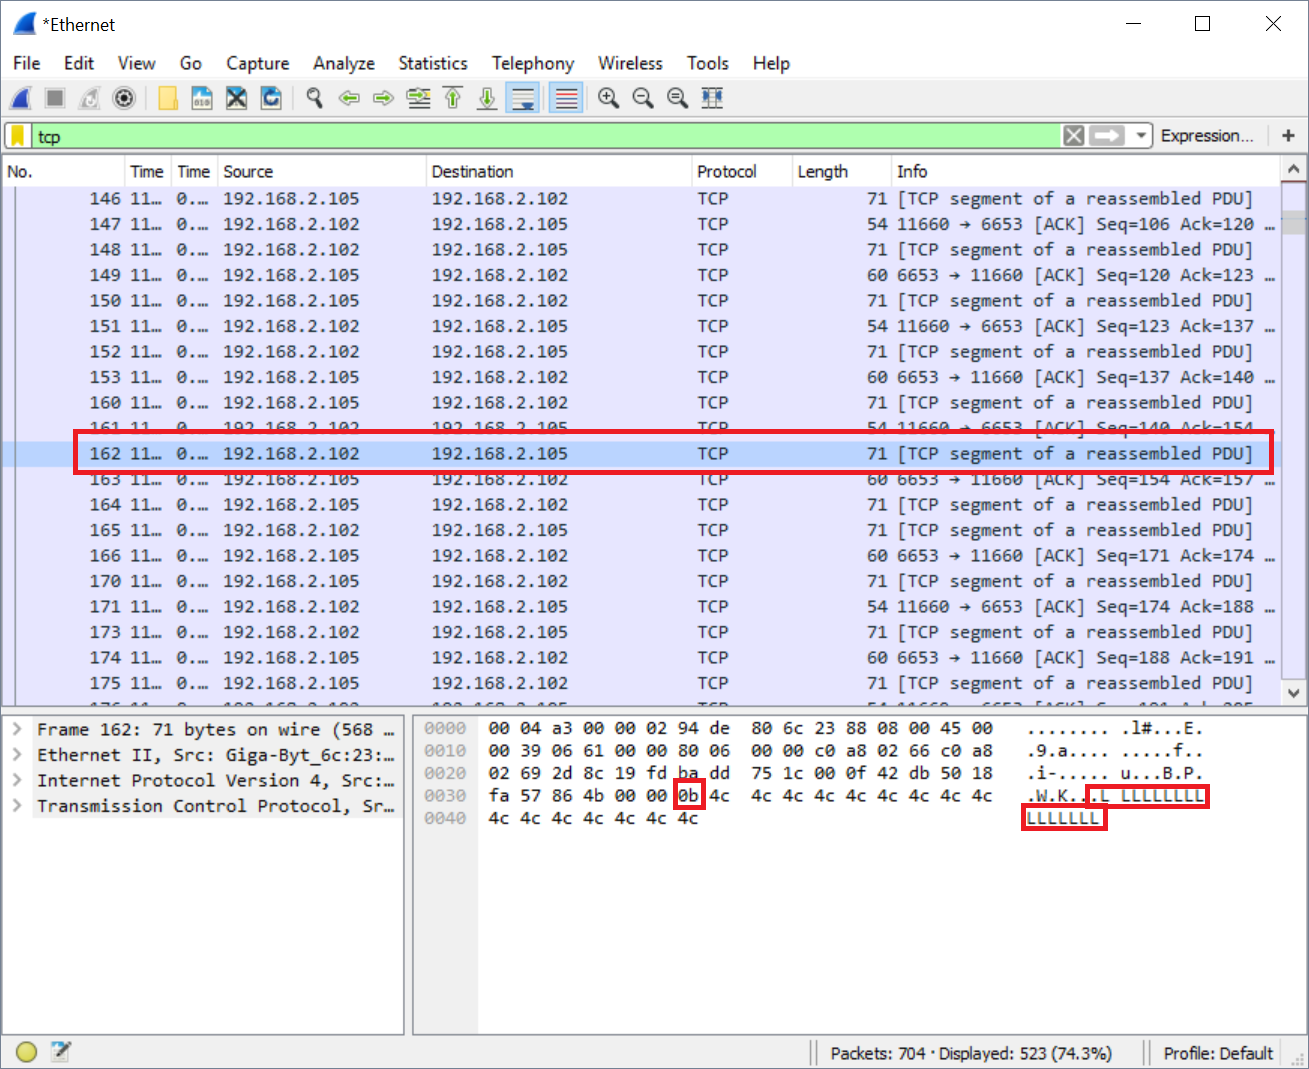 *Ethernet
File Edit View Go Capture Analyze Statistics Telephony Wireless Tools Help
tcp Expression... +
No. Time Time Source Destination Protocol Length Info
146 11… 0.… 192.168.2.105 192.168.2.102 TCP 71 [TCP segment of a reassembled PDU]
147 11… 0.… 192.168.2.102 192.168.2.105 TCP 54 11660 → 6653 [ACK] Seq=106 Ack=120 …
148 11… 0.… 192.168.2.102 192.168.2.105 TCP 71 [TCP segment of a reassembled PDU]
149 11… 0.… 192.168.2.105 192.168.2.102 TCP 60 6653 → 11660 [ACK] Seq=120 Ack=123 …
150 11… 0.… 192.168.2.105 192.168.2.102 TCP 71 [TCP segment of a reassembled PDU]
151 11… 0.… 192.168.2.102 192.168.2.105 TCP 54 11660 → 6653 [ACK] Seq=123 Ack=137 …
152 11… 0.… 192.168.2.102 192.168.2.105 TCP 71 [TCP segment of a reassembled PDU]
153 11… 0.… 192.168.2.105 192.168.2.102 TCP 60 6653 → 11660 [ACK] Seq=137 Ack=140 …
160 11… 0.… 192.168.2.105 192.168.2.102 TCP 71 [TCP segment of a reassembled PDU]
161 11… 0.… 192.168.2.102 192.168.2.105 TCP 54 11660 → 6653 [ACK] Seq=140 Ack=154 …
162 11… 0.… 192.168.2.102 192.168.2.105 TCP 71 [TCP segment of a reassembled PDU]
163 11… 0.… 192.168.2.105 192.168.2.102 TCP 60 6653 → 11660 [ACK] Seq=154 Ack=157 …
164 11… 0.… 192.168.2.105 192.168.2.102 TCP 71 [TCP segment of a reassembled PDU]
165 11… 0.… 192.168.2.102 192.168.2.105 TCP 71 [TCP segment of a reassembled PDU]
166 11… 0.… 192.168.2.105 192.168.2.102 TCP 60 6653 → 11660 [ACK] Seq=171 Ack=174 …
170 11… 0.… 192.168.2.105 192.168.2.102 TCP 71 [TCP segment of a reassembled PDU]
171 11… 0.… 192.168.2.102 192.168.2.105 TCP 54 11660 → 6653 [ACK] Seq=174 Ack=188 …
173 11… 0.… 192.168.2.102 192.168.2.105 TCP 71 [TCP segment of a reassembled PDU]
174 11… 0.… 192.168.2.105 192.168.2.102 TCP 60 6653 → 11660 [ACK] Seq=188 Ack=191 …
175 11… 0.… 192.168.2.105 192.168.2.102 TCP 71 [TCP segment of a reassembled PDU]
Frame 162: 71 bytes on wire (568 …
Ethernet II, Src: Giga-Byt_6c:23:…
Internet Protocol Version 4, Src:…
Transmission Control Protocol, Sr…
0000 00 04 a3 00 00 02 94 de 80 6c 23 88 08 00 45 00 ........ .l#...E.
0010 00 39 06 61 00 00 80 06 00 00 c0 a8 02 66 c0 a8 .9.a.... .....f..
0020 02 69 2d 8c 19 fd ba dd 75 1c 00 0f 42 db 50 18 .i-..... u...B.P.
0030 fa 57 86 4b 00 00 0b 4c 4c 4c 4c 4c 4c 4c 4c 4c .W.K...L LLLLLLLL
0040 4c 4c 4c 4c 4c 4c 4c LLLLLLL
Packets: 704 · Displayed: 523 (74.3%) Profile: Default